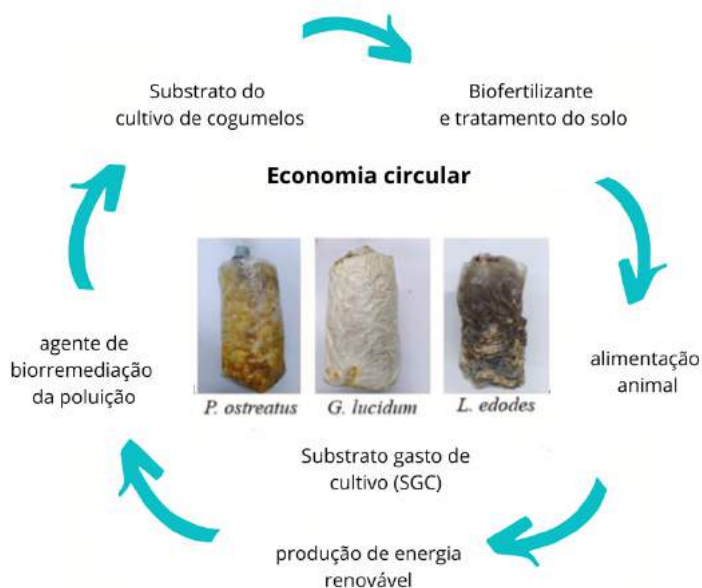 Substrato do
cultivo de cogumelos
Biofertilizante
e tratamento do solo
Economia circular
agente de
biorremediação
da poluição
P. ostreatus
G. lucidum
L. edodes
alimentação
animal
Substrato gasto de
cultivo (SGC)
produção de energia
renovável